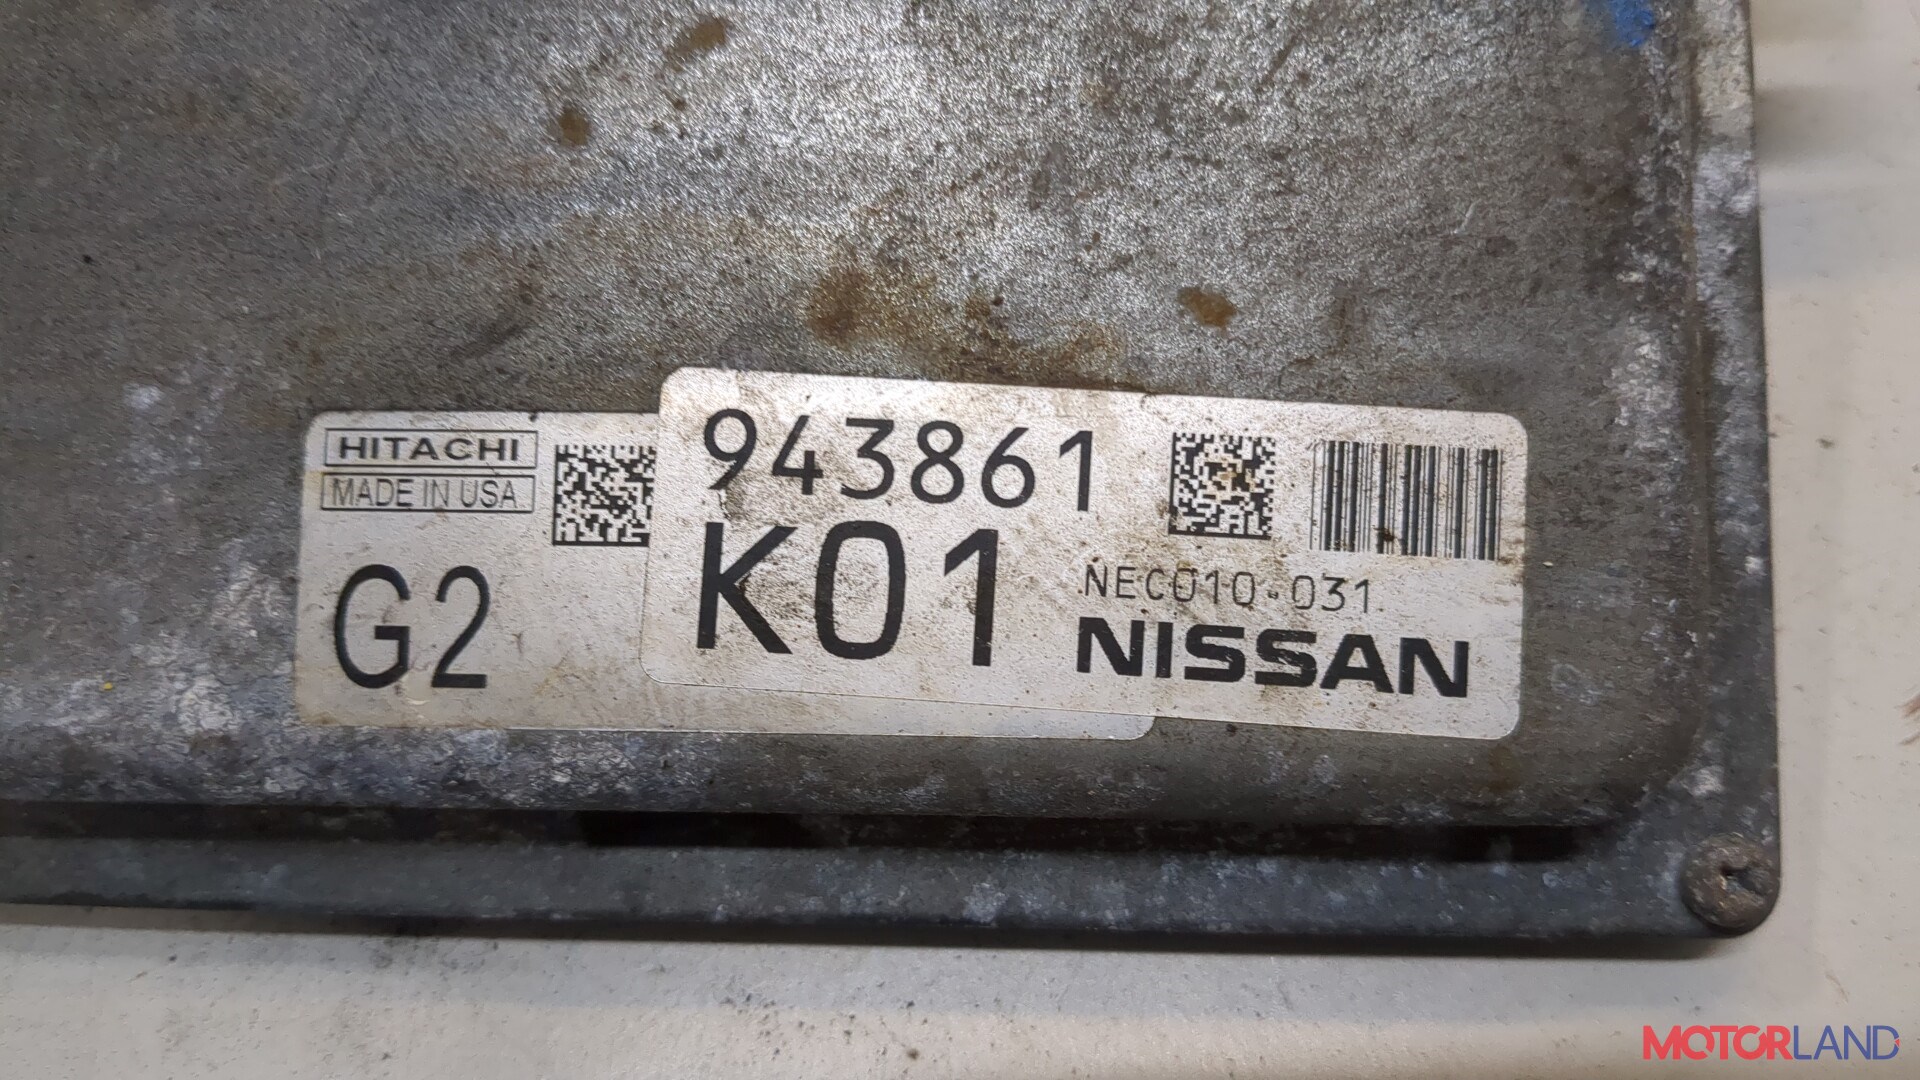 HITACHI
MADE IN USA
G2
943861
K01
NEC010-031
NISSAN
MOTORLAND